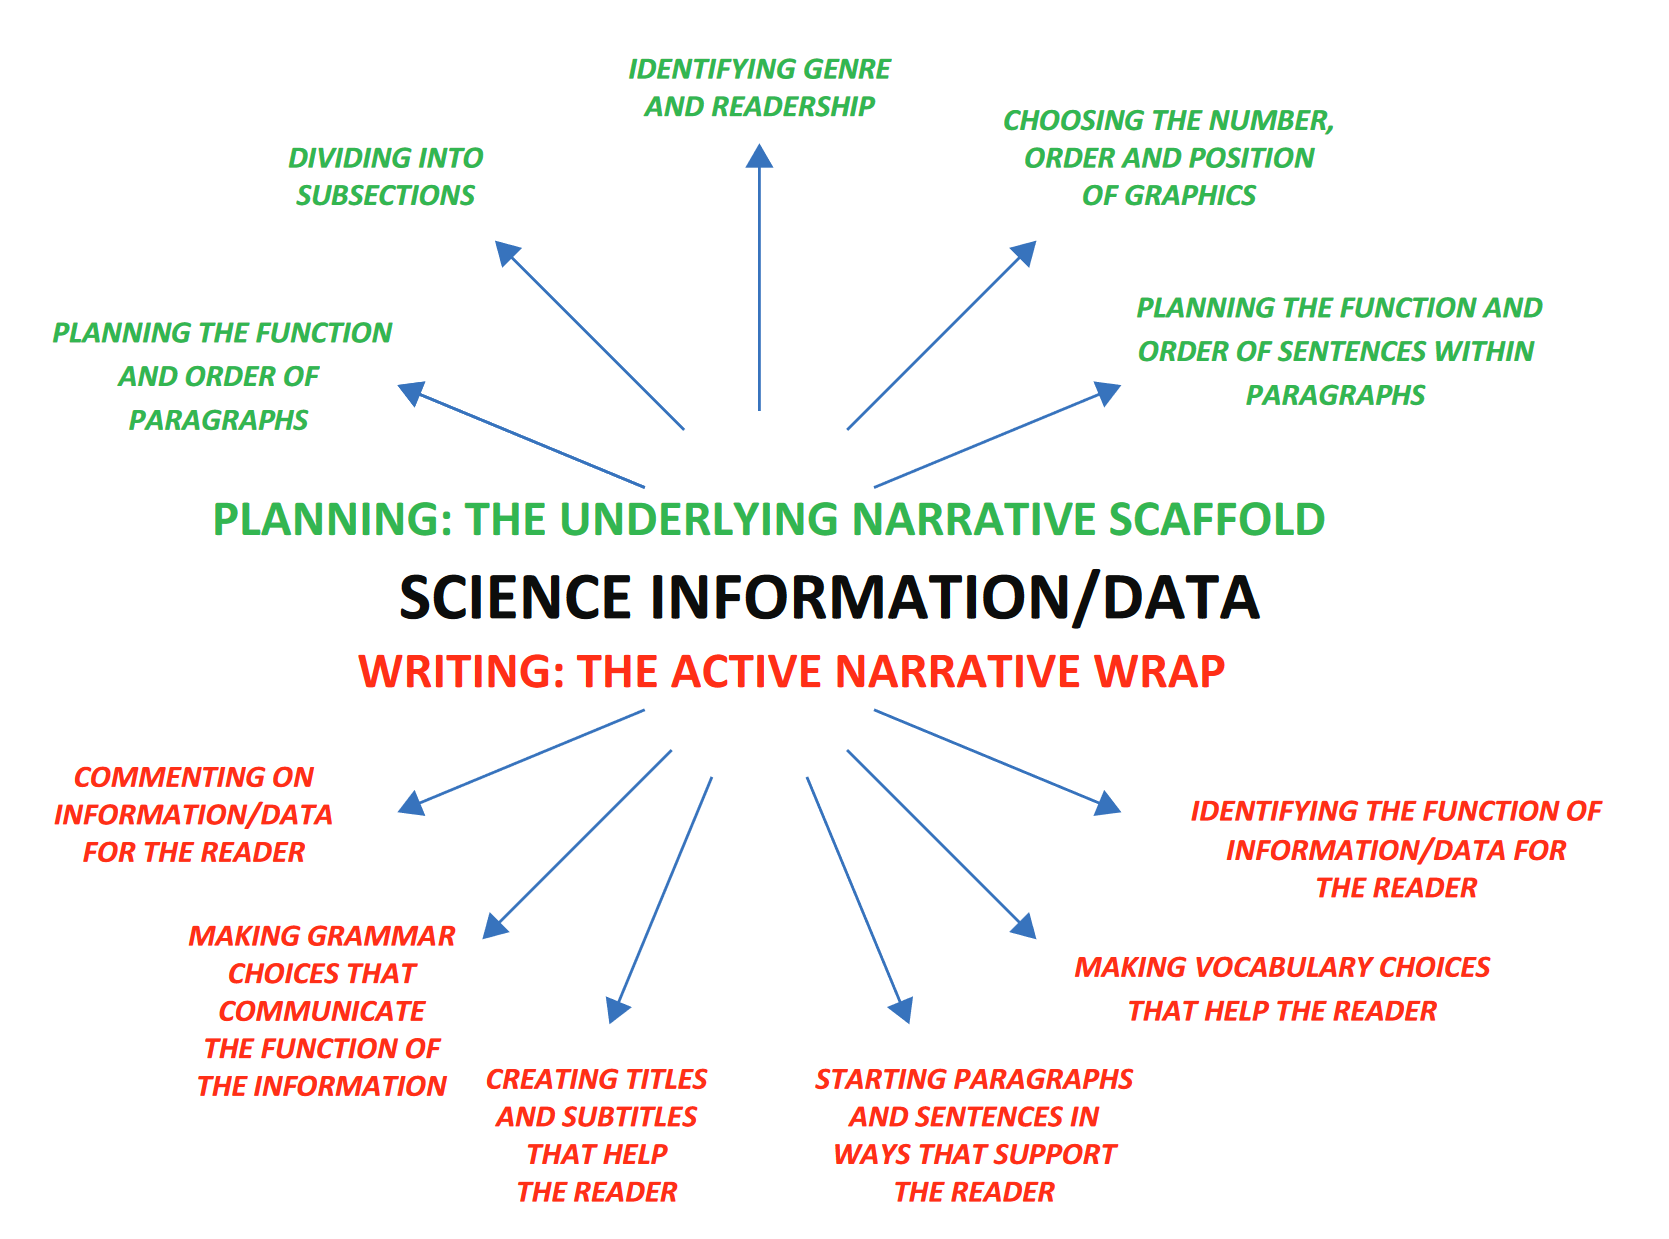 IDENTIFYING GENRE
AND READERSHIP
DIVIDING INTO
SUBSECTIONS
CHOOSING THE NUMBER,
ORDER AND POSITION
OF GRAPHICS
PLANNING THE FUNCTION
AND ORDER OF
PARAGRAPHS
PLANNING THE FUNCTION AND
ORDER OF SENTENCES WITHIN
PARAGRAPHS
PLANNING: THE UNDERLYING NARRATIVE SCAFFOLD
SCIENCE INFORMATION/DATA
WRITING: THE ACTIVE NARRATIVE WRAP
COMMENTING ON
INFORMATION/DATA
FOR THE READER
IDENTIFYING THE FUNCTION OF
INFORMATION/DATA FOR
THE READER
MAKING GRAMMAR
CHOICES THAT
COMMUNICATE
THE FUNCTION OF
THE INFORMATION
MAKING VOCABULARY CHOICES
THAT HELP THE READER
CREATING TITLES
AND SUBTITLES
THAT HELP
THE READER
STARTING PARAGRAPHS
AND SENTENCES IN
WAYS THAT SUPPORT
THE READER